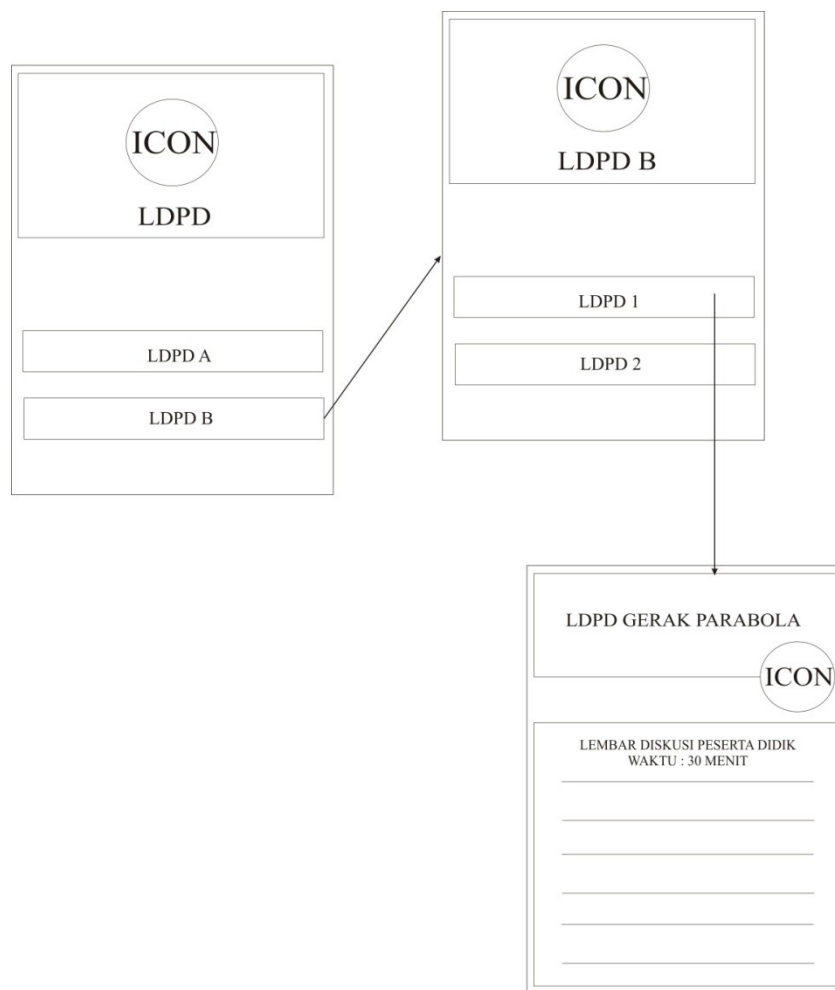 ICON
LDPD
LDPD A
LDPD B
ICON
LDPD B
LDPD 1
LDPD 2
LDPD GERAK PARABOLA
ICON
LEMBAR DISKUSI PESERTA DIDIK
WAKTU : 30 MENIT